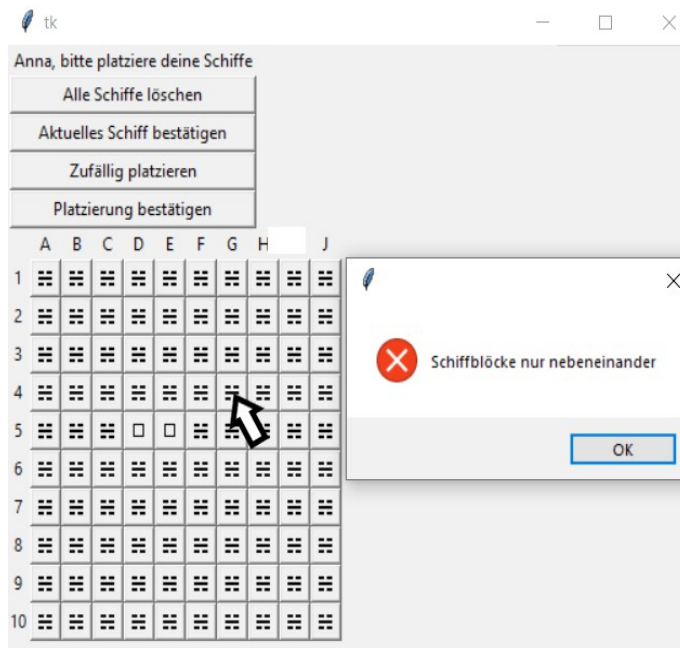 tk
Anna, bitte platziere deine Schiffe
Alle Schiffe löschen
Aktuelles Schiff bestätigen
Zufällig platzieren
Platzierung bestätigen
A B C D E F G H J
1
2
3
4
5
6
7
8
9
10
Schiffblöcke nur nebeneinander
OK